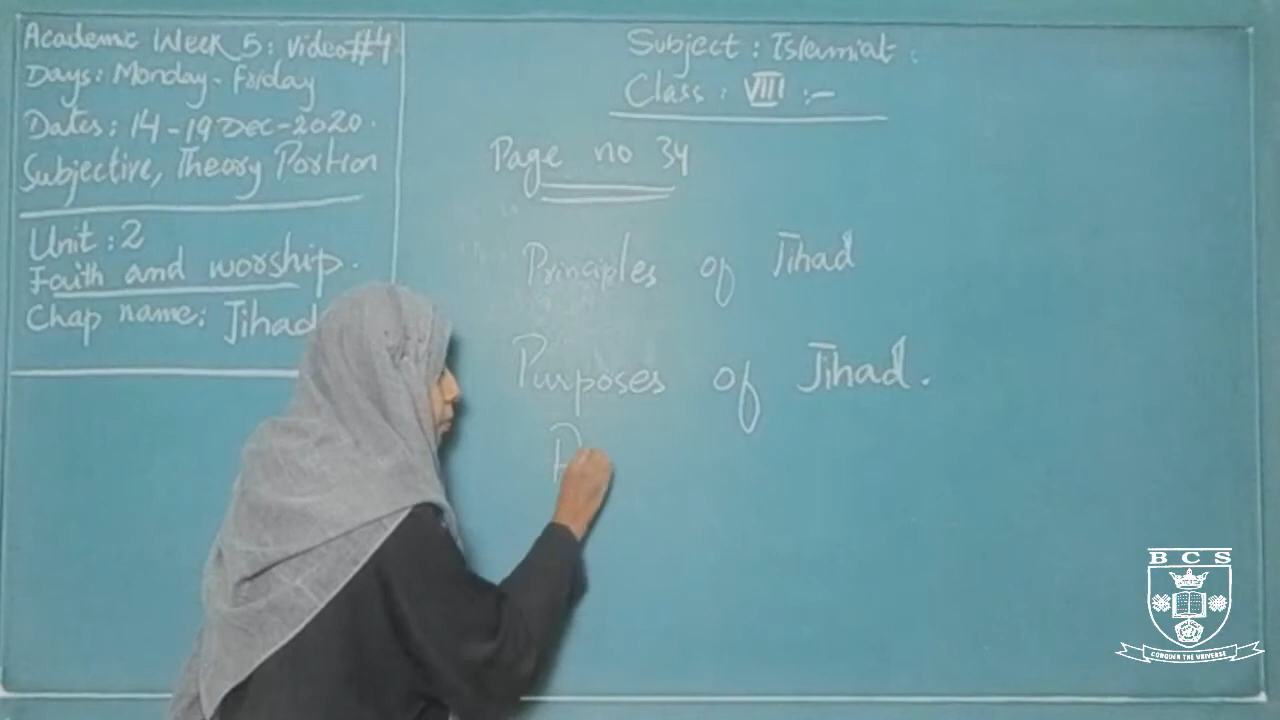 Academic Week 5: video#4
Days: Monday - Friday
Dates: 14-19 Dec-2020.
Subjective, Theory Portion
Unit: 2
Faith and worship.
Chap name: Jihad
Subject: Islamiat:
Class: VIII :-
Page no 34
Principles of Jihad
Purposes of Jihad.
P
BCS
CONQUER THE UNIVERSE